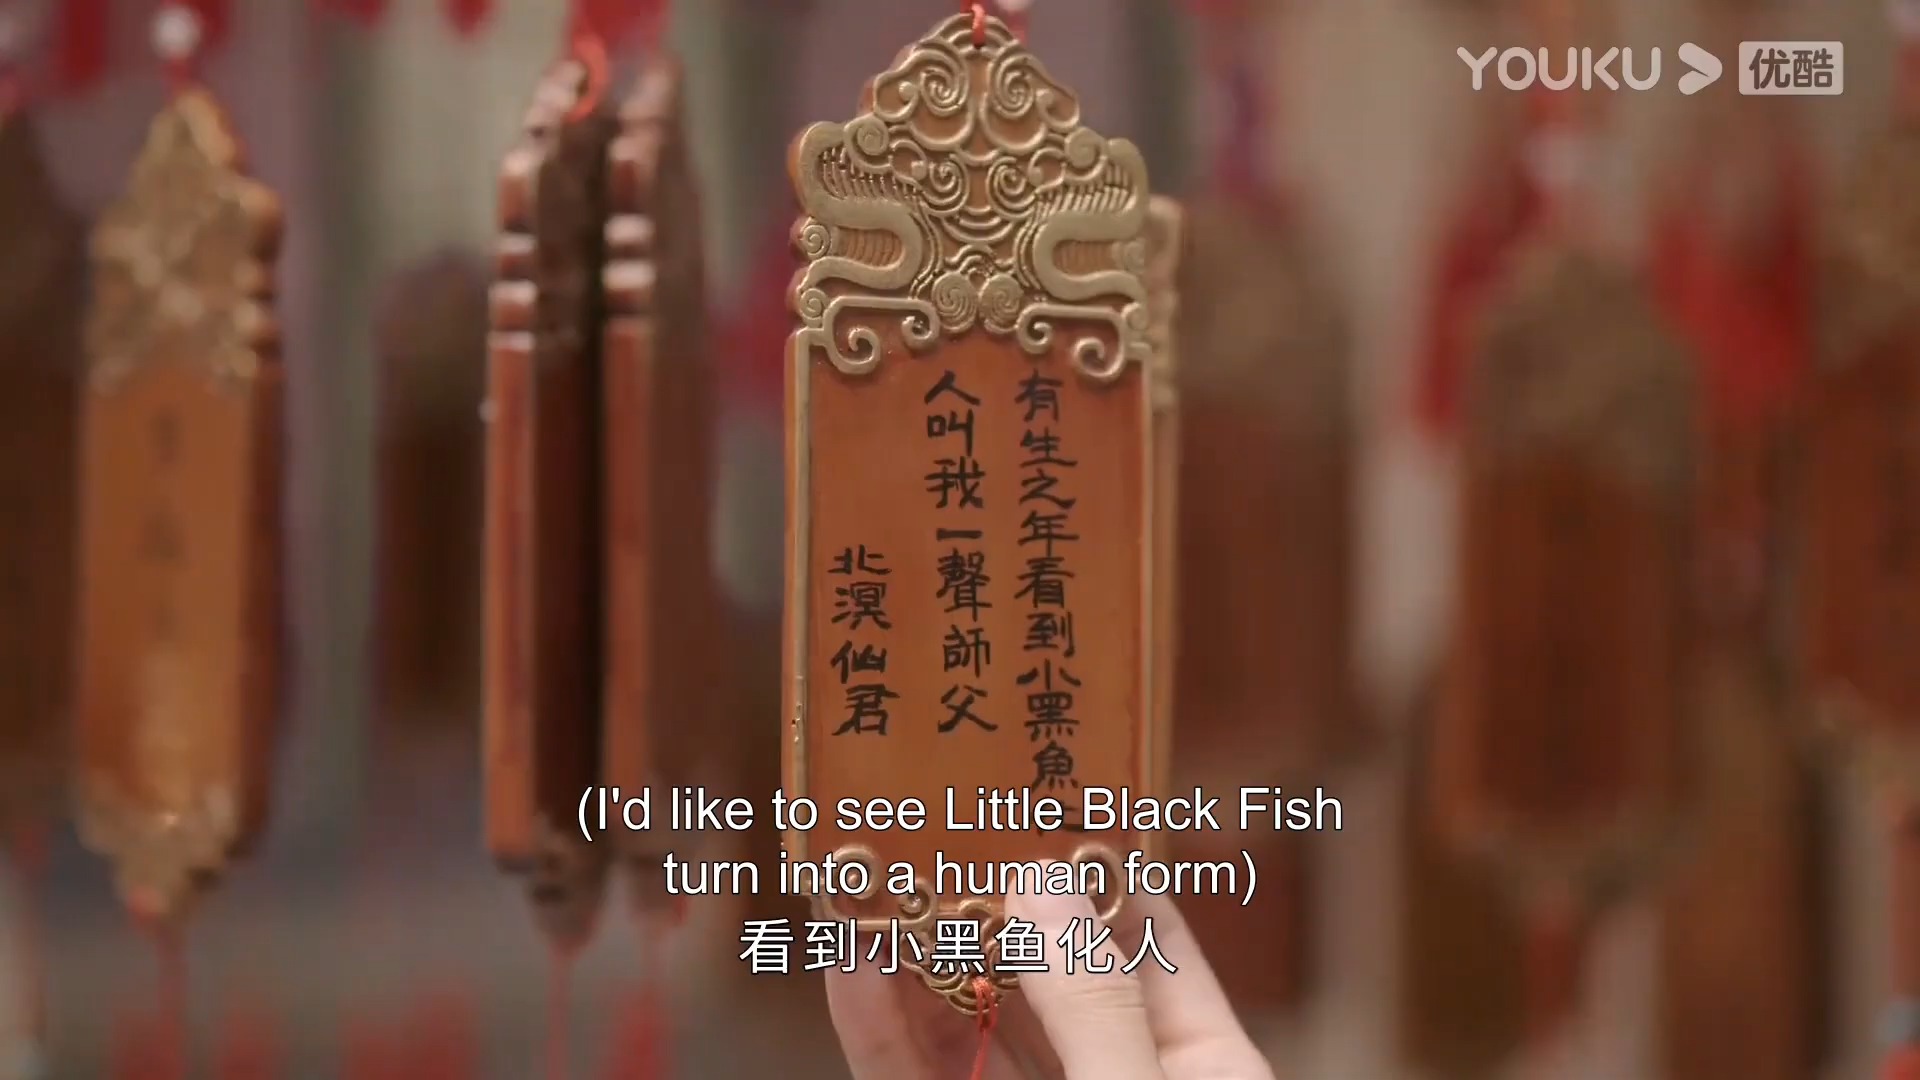 YOUKU 优酷
有生之年看到小黑魚
人叫我一聲師父
北溟仙君
(I'd like to see Little Black Fish
turn into a human form)
看到小黑鱼化人